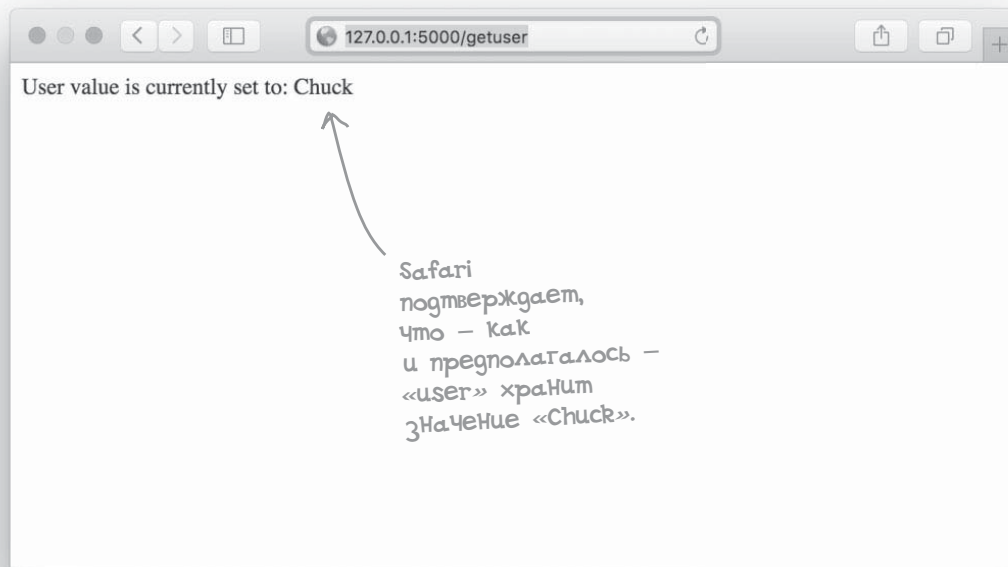 127.0.0.1:5000/getuser
User value is currently set to: Chuck
Safari
подтверждает,
что – как
и предполагалось –
«user» хранит
значение «Chuck».